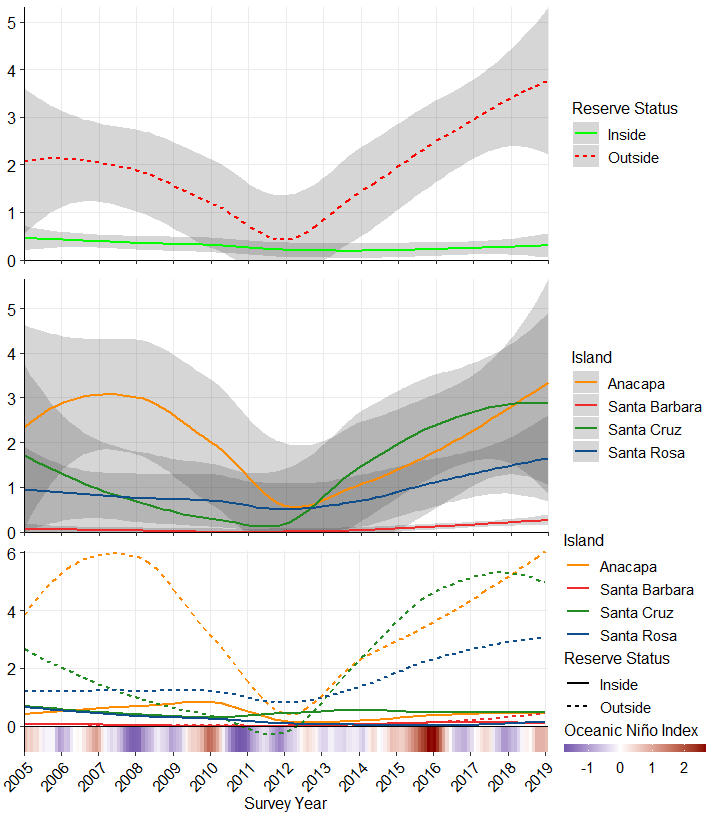 5
4
3
2
1
0
Reserve Status
Inside
Outside
5
4
3
2
1
0
Island
Anacapa
Santa Barbara
Santa Cruz
Santa Rosa
6
4
2
0
Island
Anacapa
Santa Barbara
Santa Cruz
Santa Rosa
Reserve Status
Inside
Outside
Oceanic Niño Index
-1 0 1 2
2005 2006 2007 2008 2009 2010 2011 2012 2013 2014 2015 2016 2017 2018 2019
Survey Year